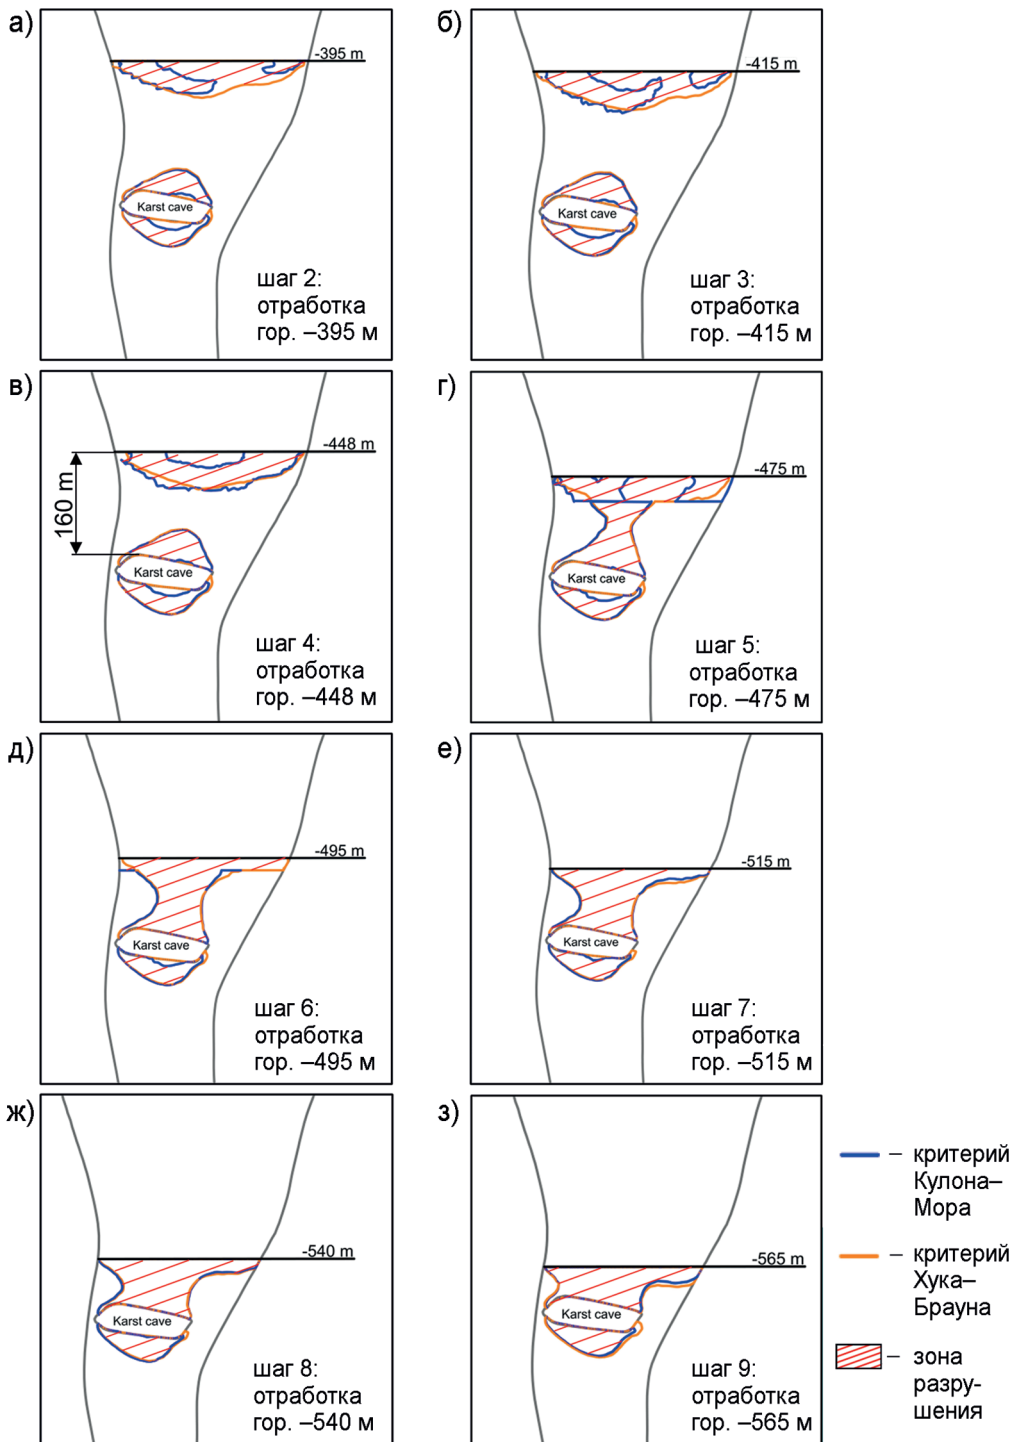 а)
-395 m
Karst cave
шаг 2:
отработка
гор. –395 м
б)
-415 m
Karst cave
шаг 3:
отработка
гор. –415 м
в)
-448 m
160 m
Karst cave
шаг 4:
отработка
гор. –448 м
г)
-475 m
Karst cave
шаг 5:
отработка
гор. –475 м
д)
-495 m
Karst cave
шаг 6:
отработка
гор. –495 м
е)
-515 m
Karst cave
шаг 7:
отработка
гор. –515 м
ж)
-540 m
Karst cave
шаг 8:
отработка
гор. –540 м
з)
-565 m
Karst cave
шаг 9:
отработка
гор. –565 м
– критерий
Кулона–
Мора
– критерий
Хука–
Брауна
– зона
разру-
шения